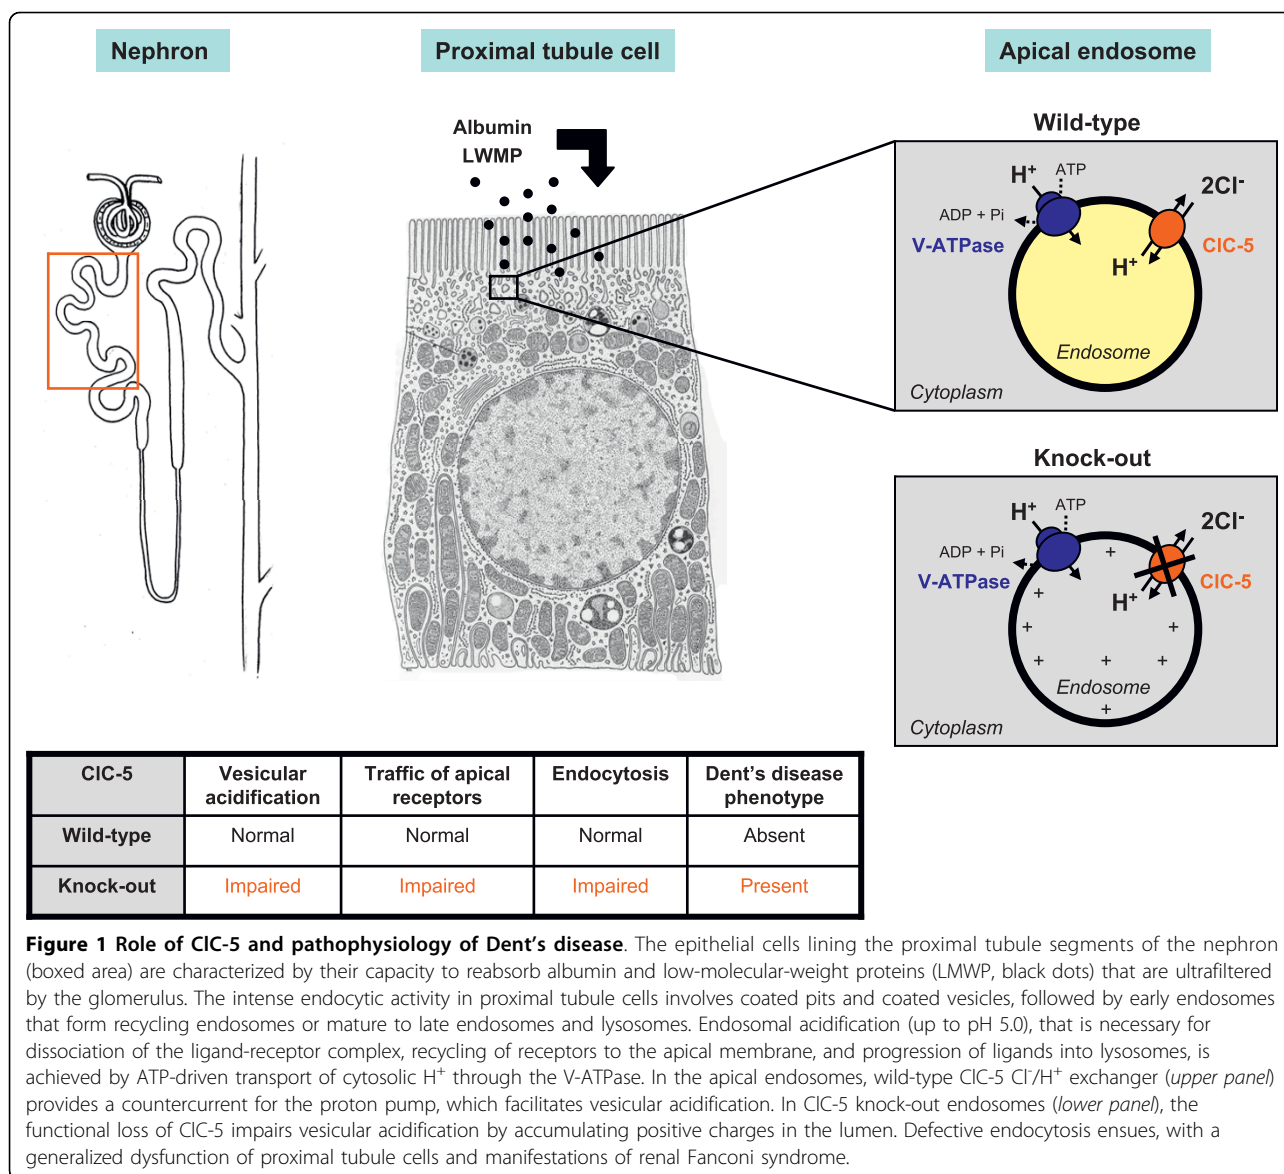 Nephron
Proximal tubule cell
Apical endosome
Albumin
LWMP
Wild-type
H⁺
ATP
2Cl⁻
ADP + Pi
V-ATPase
ClC-5
H⁺
Endosome
Cytoplasm
Knock-out
H⁺
ATP
2Cl⁻
ADP + Pi
+
V-ATPase
ClC-5
H⁺
+
+
+
+
+
+
Endosome
+
Cytoplasm
ClC-5 Vesicular acidification Traffic of apical receptors Endocytosis Dent's disease phenotype
Wild-type Normal Normal Normal Absent
Knock-out Impaired Impaired Impaired Present
Figure 1 Role of ClC-5 and pathophysiology of Dent's disease. The epithelial cells lining the proximal tubule segments of the nephron
(boxed area) are characterized by their capacity to reabsorb albumin and low-molecular-weight proteins (LMWP, black dots) that are ultrafiltered
by the glomerulus. The intense endocytic activity in proximal tubule cells involves coated pits and coated vesicles, followed by early endosomes
that form recycling endosomes or mature to late endosomes and lysosomes. Endosomal acidification (up to pH 5.0), that is necessary for
dissociation of the ligand-receptor complex, recycling of receptors to the apical membrane, and progression of ligands into lysosomes, is
achieved by ATP-driven transport of cytosolic H⁺ through the V-ATPase. In the apical endosomes, wild-type ClC-5 Cl⁻/H⁺ exchanger (upper panel)
provides a countercurrent for the proton pump, which facilitates vesicular acidification. In ClC-5 knock-out endosomes (lower panel), the
functional loss of ClC-5 impairs vesicular acidification by accumulating positive charges in the lumen. Defective endocytosis ensues, with a
generalized dysfunction of proximal tubule cells and manifestations of renal Fanconi syndrome.